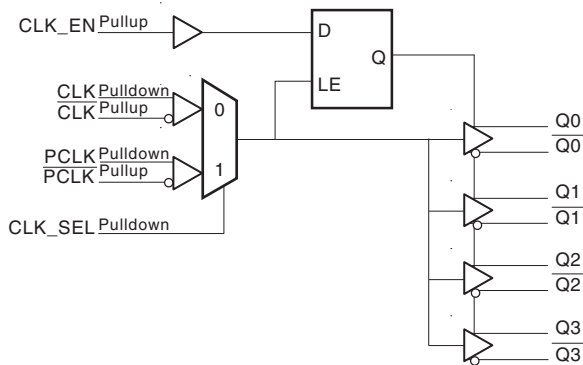 CLK_EN Pullup
D
Q
LE
CLK Pulldown
CLK Pullup
0
PCLK Pulldown
PCLK Pullup
1
CLK_SEL Pulldown
Q0
Q0
Q1
Q1
Q2
Q2
Q3
Q3